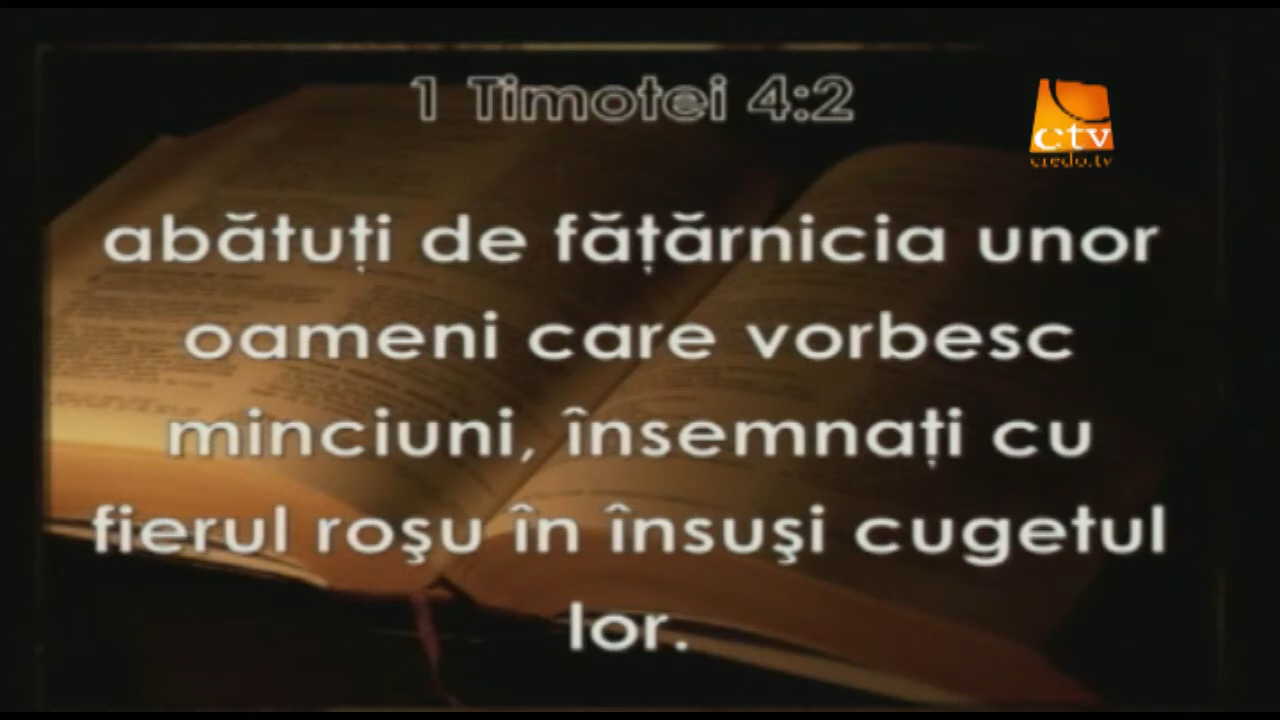 1 Timotei 4:2
ctv
credo.tv
abătuți de fățărnicia unor
oameni care vorbesc
minciuni, însemnați cu
fierul roşu în însuşi cugetul
lor.